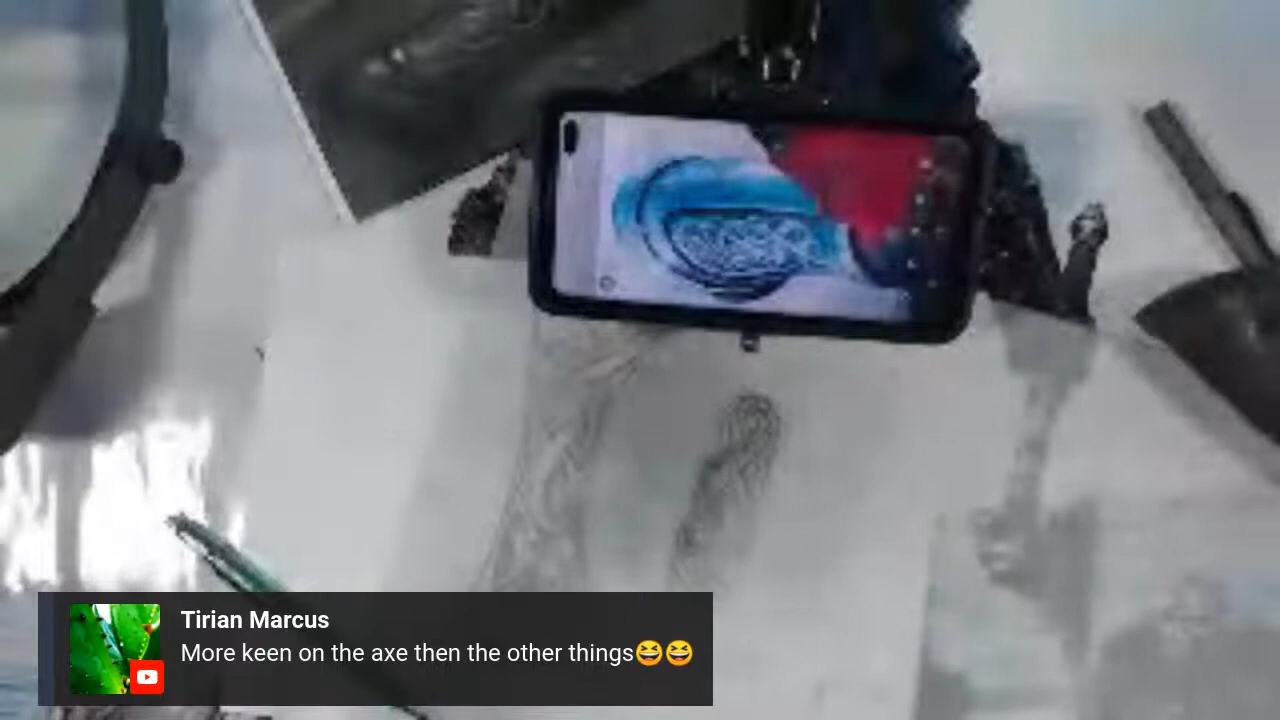 Tirian Marcus
More keen on the axe then the other things😆😆